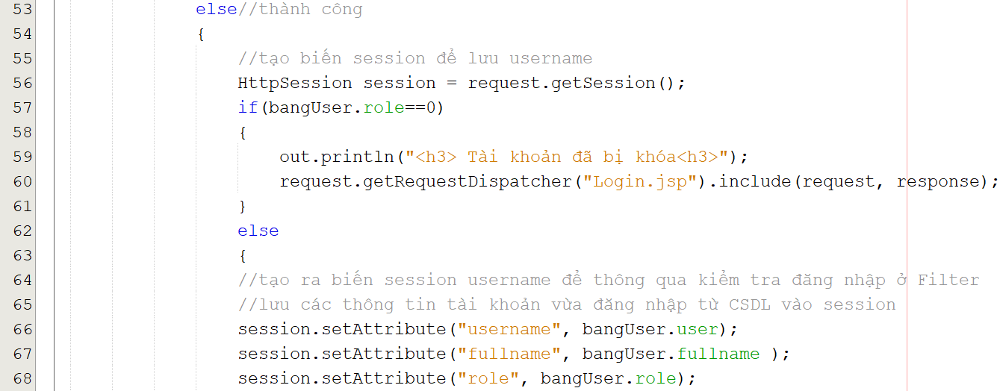 53 else//thành công
54 {
55 //tạo biến session để lưu username
56 HttpSession session = request.getSession();
57 if(bangUser.role==0)
58 {
59 out.println("<h3> Tài khoản đã bị khóa<h3>");
60 request.getRequestDispatcher("Login.jsp").include(request, response);
61 }
62 else
63 {
64 //tạo ra biến session username để thông qua kiểm tra đăng nhập ở Filter
65 //lưu các thông tin tài khoản vừa đăng nhập từ CSDL vào session
66 session.setAttribute("username", bangUser.user);
67 session.setAttribute("fullname", bangUser.fullname );
68 session.setAttribute("role", bangUser.role);